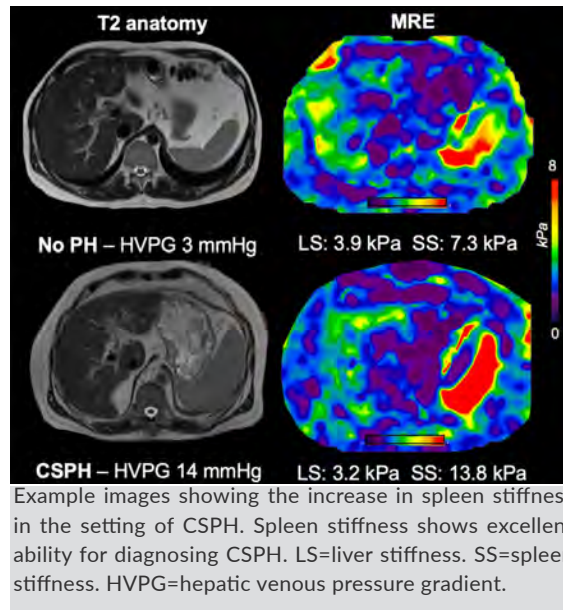 T2 anatomy MRE
No PH – HVPG 3 mmHg LS: 3.9 kPa SS: 7.3 kPa
8
kPa
0
CSPH – HVPG 14 mmHg LS: 3.2 kPa SS: 13.8 kPa
Example images showing the increase in spleen stiffnes
in the setting of CSPH. Spleen stiffness shows excellen
ability for diagnosing CSPH. LS=liver stiffness. SS=splee
stiffness. HVPG=hepatic venous pressure gradient.